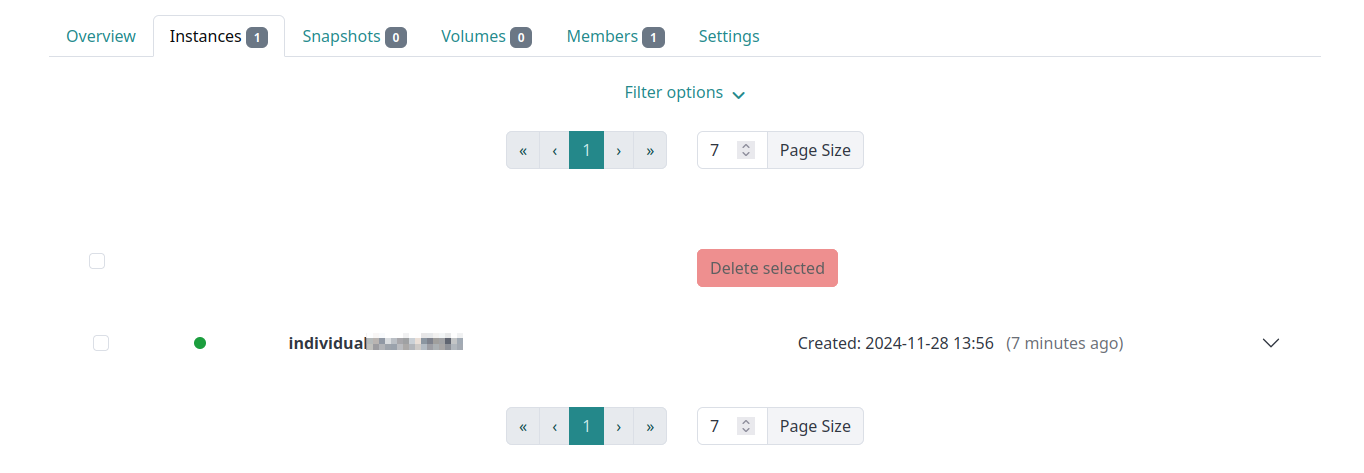 Overview Instances 1 Snapshots 0 Volumes 0 Members 1 Settings
Filter options
« ‹ 1 › » 7 Page Size
Delete selected
individual Created: 2024-11-28 13:56 (7 minutes ago)
« ‹ 1 › » 7 Page Size